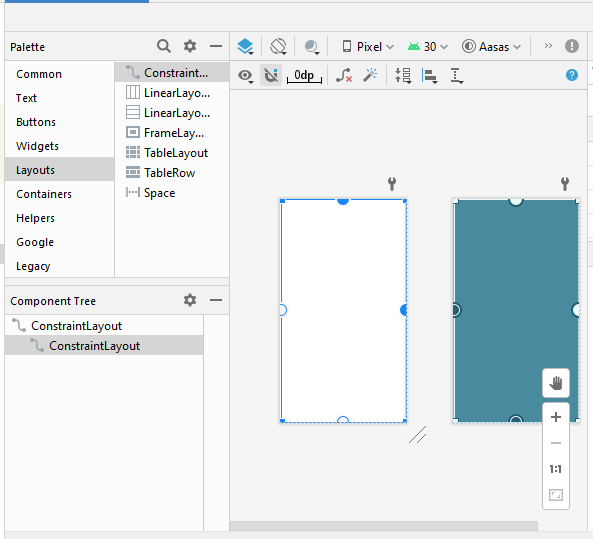 Palette
Pixel
30
Aasas
0dp
Common
Text
Buttons
Widgets
Layouts
Containers
Helpers
Google
Legacy
Constraint...
LinearLayo...
LinearLayo...
FrameLay...
TableLayout
TableRow
Space
Component Tree
ConstraintLayout
ConstraintLayout
1:1